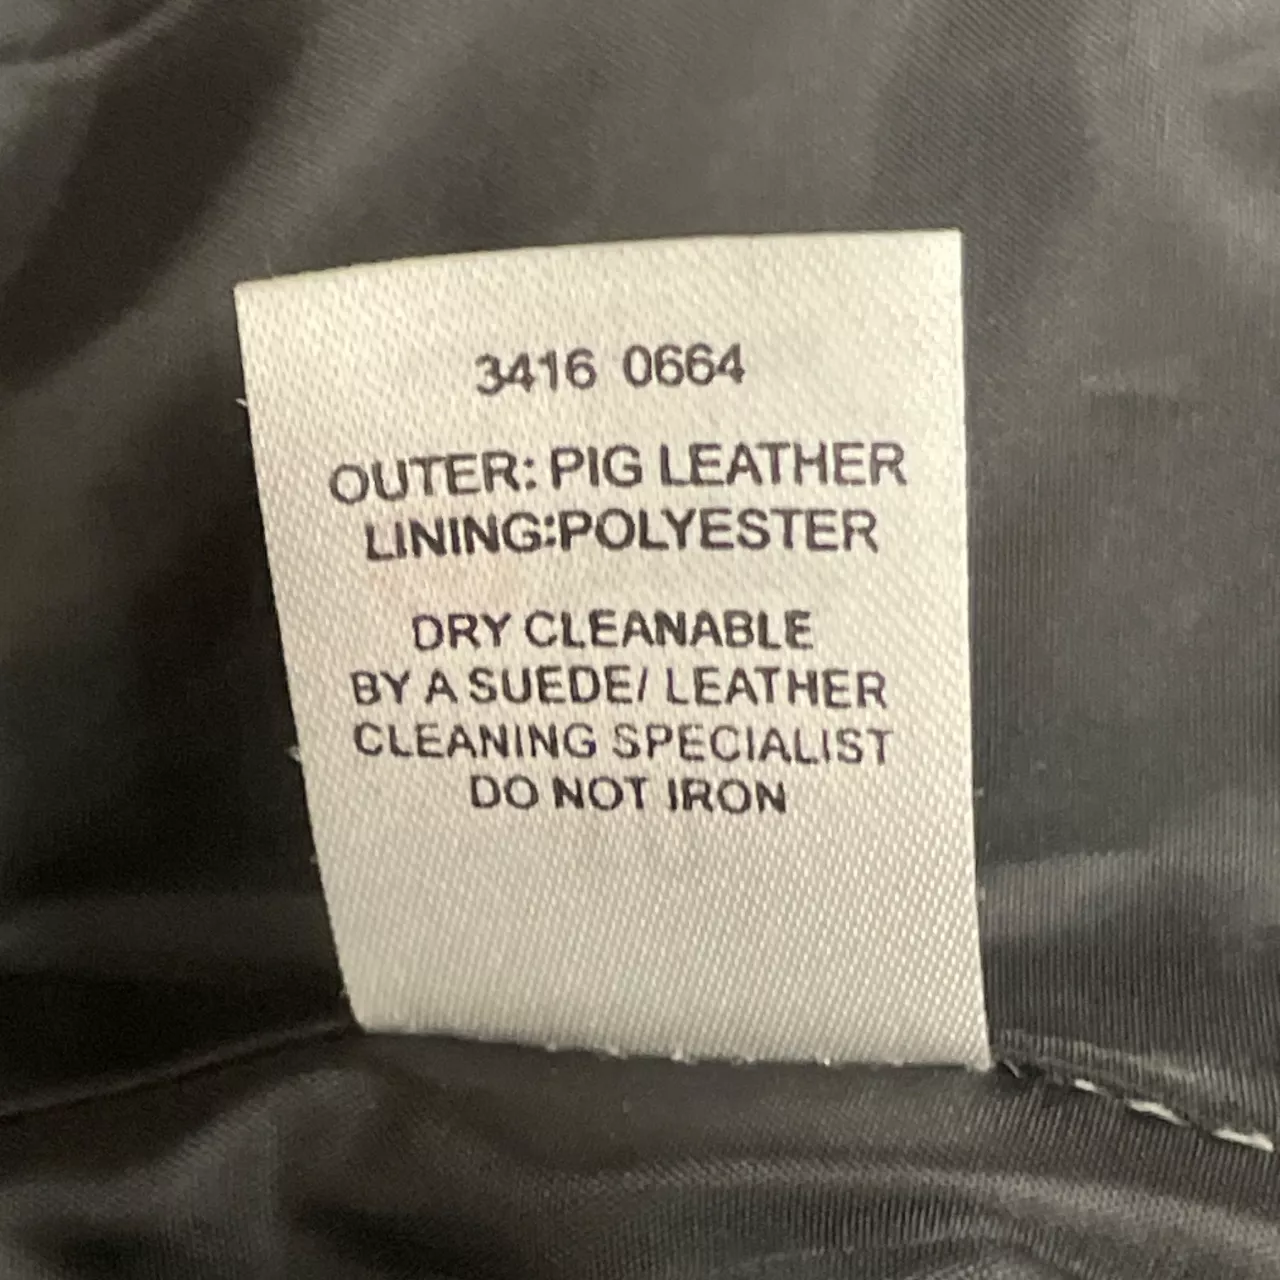 3416 0664
OUTER: PIG LEATHER
LINING:POLYESTER
DRY CLEANABLE
BY A SUEDE/ LEATHER
CLEANING SPECIALIST
DO NOT IRON